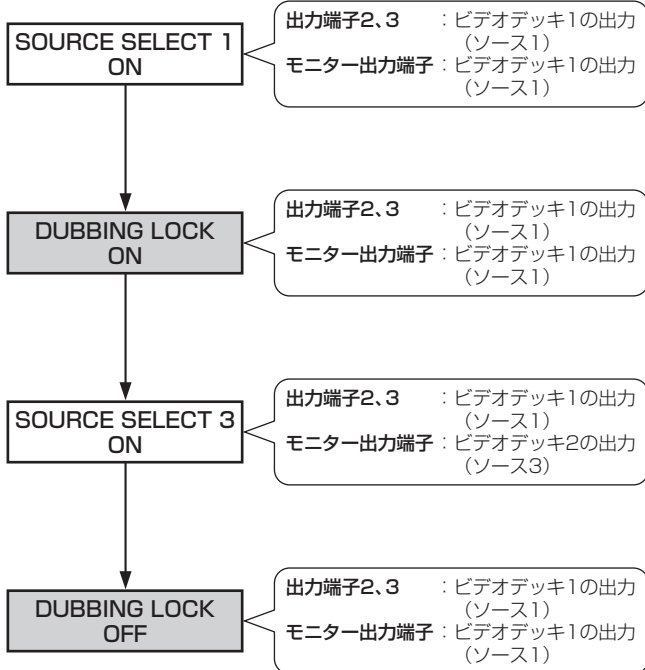 SOURCE SELECT 1
ON
出力端子2、3 ：ビデオデッキ1の出力
（ソース1）
モニター出力端子：ビデオデッキ1の出力
（ソース1）
DUBBING LOCK
ON
出力端子2、3 ：ビデオデッキ1の出力
（ソース1）
モニター出力端子：ビデオデッキ1の出力
（ソース1）
SOURCE SELECT 3
ON
出力端子2、3 ：ビデオデッキ1の出力
（ソース1）
モニター出力端子：ビデオデッキ2の出力
（ソース3）
DUBBING LOCK
OFF
出力端子2、3 ：ビデオデッキ1の出力
（ソース1）
モニター出力端子：ビデオデッキ1の出力
（ソース1）